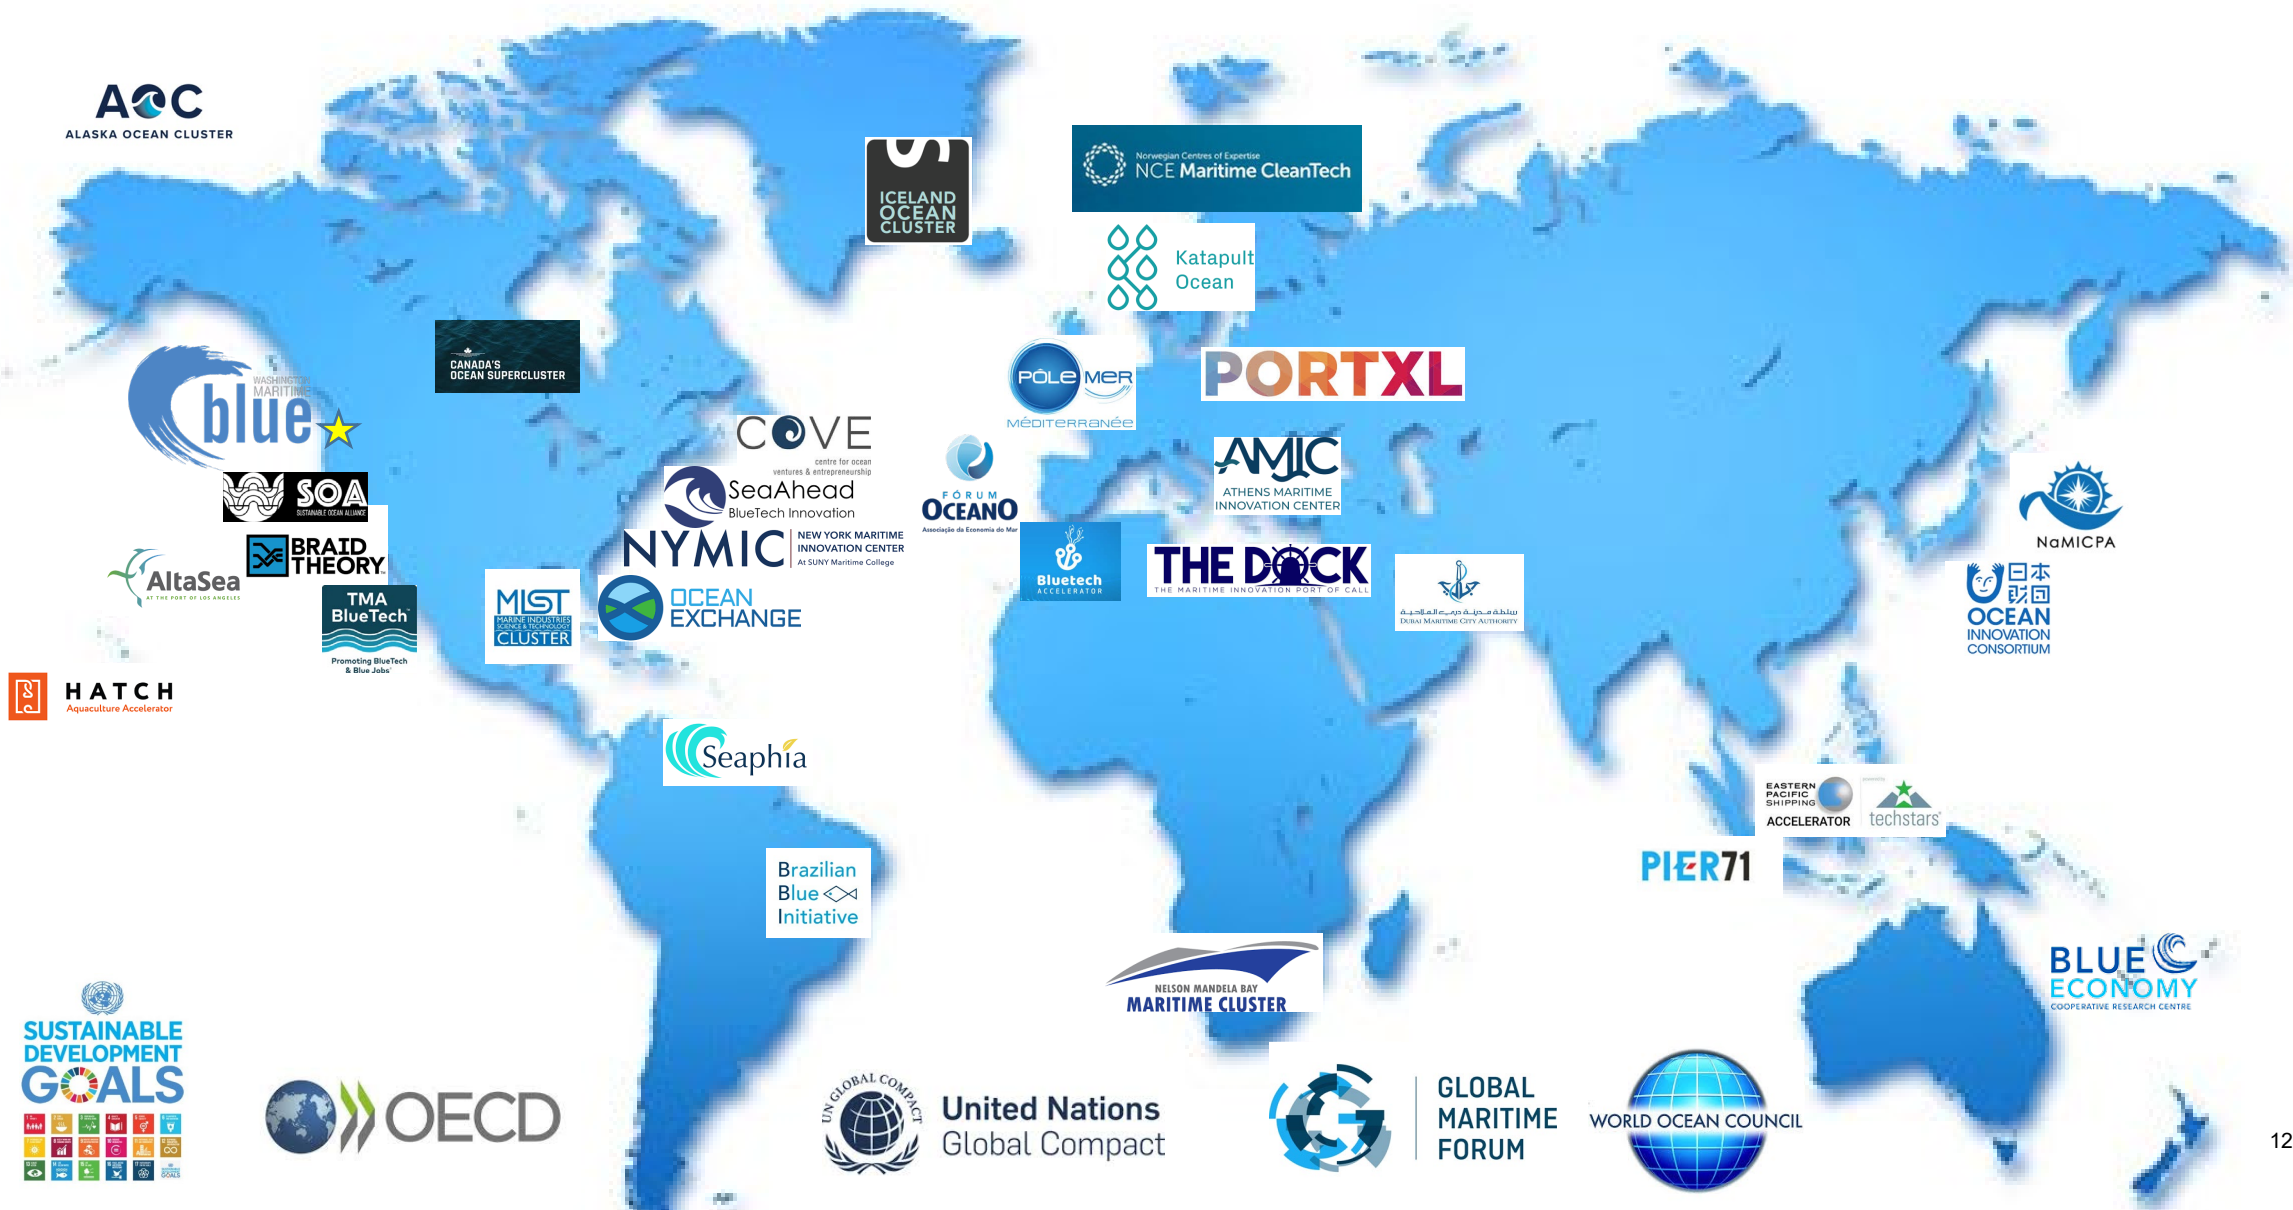 AOC
ALASKA OCEAN CLUSTER
ICELAND
OCEAN
CLUSTER
Norwegian Centres of Expertise
NCE Maritime CleanTech
Katapult
Ocean
CANADA'S
OCEAN SUPERCLUSTER
WASHINGTON
MARITIME
blue
PÔLE MER
MÉDITERRANÉE
PORTXL
COVE
centre for ocean
ventures & entrepreneurship
SeaAhead
BlueTech Innovation
FÓRUM
OCEANO
Associação da Economia do Mar
AMIC
ATHENS MARITIME
INNOVATION CENTER
SOA
SUSTAINABLE OCEAN ALLIANCE
BRAID
THEORY
NYMIC
NEW YORK MARITIME
INNOVATION CENTER
At SUNY Maritime College
NaMICPA
AltaSea
AT THE PORT OF LOS ANGELES
TMA
BlueTech
Promoting BlueTech
& Blue Jobs
MIST
MARINE INDUSTRIES
SCIENCE & TECHNOLOGY
CLUSTER
OCEAN
EXCHANGE
Bluetech
ACCELERATOR
THE DOCK
THE MARITIME INNOVATION PORT OF CALL
سلطة مدينة دبي الملاحية
DUBAI MARITIME CITY AUTHORITY
日本
財団
OCEAN
INNOVATION
CONSORTIUM
HATCH
Aquaculture Accelerator
Seaphia
EASTERN
PACIFIC
SHIPPING
ACCELERATOR
techstars
PIER71
Brazilian
Blue
Initiative
NELSON MANDELA BAY
MARITIME CLUSTER
BLUE
ECONOMY
COOPERATIVE RESEARCH CENTRE
SUSTAINABLE
DEVELOPMENT
GOALS
OECD
UN GLOBAL COMPACT
United Nations
Global Compact
GLOBAL
MARITIME
FORUM
WORLD OCEAN COUNCIL
12